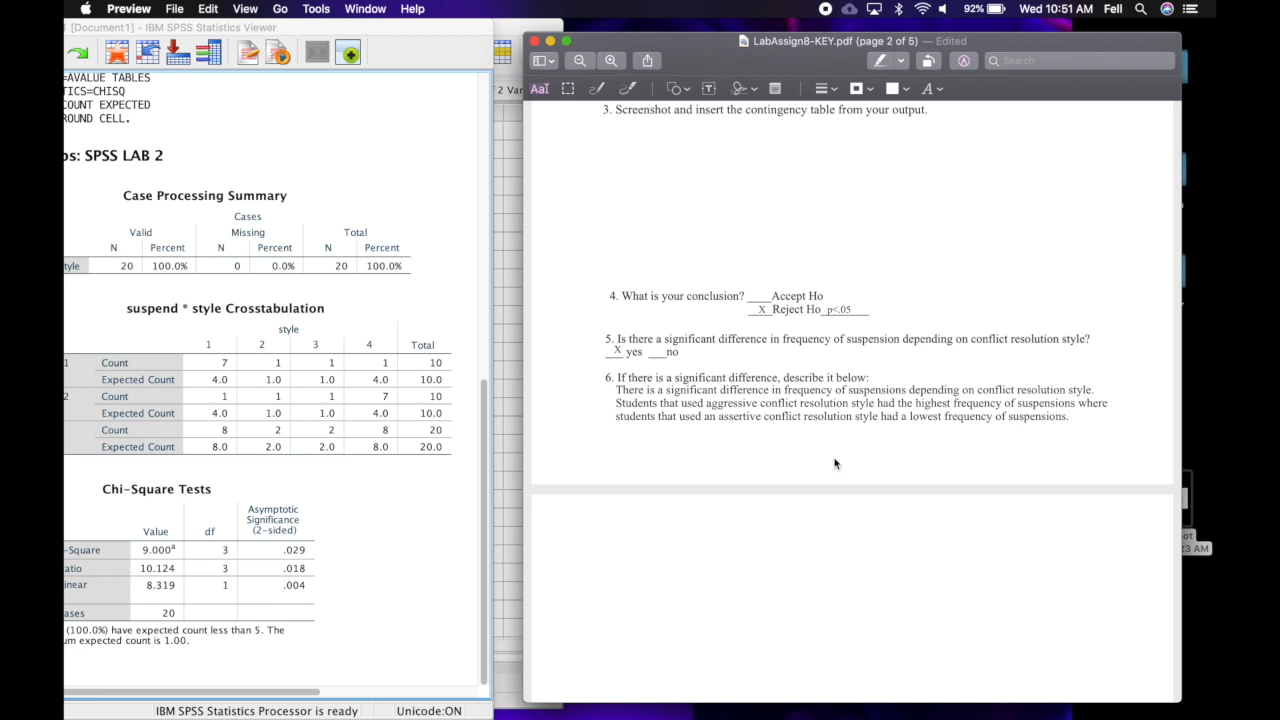 Preview File Edit View Go Tools Window Help 92% Wed 10:51 AM Fell
[Document1] - IBM SPSS Statistics Viewer
LabAssign8-KEY.pdf (page 2 of 5) — Edited
Search
=AVALUE TABLES
TICS=CHISQ
COUNT EXPECTED
ROUND CELL.
os: SPSS LAB 2
Case Processing Summary
Cases
Valid Missing Total
N Percent N Percent N Percent
tyle 20 100.0% 0 0.0% 20 100.0%
suspend * style Crosstabulation
style
1 2 3 4 Total
1 Count 7 1 1 1 10
Expected Count 4.0 1.0 1.0 4.0 10.0
2 Count 1 1 1 7 10
Expected Count 4.0 1.0 1.0 4.0 10.0
Count 8 2 2 8 20
Expected Count 8.0 2.0 2.0 8.0 20.0
Chi-Square Tests
Value df Asymptotic Significance (2-sided)
-Square 9.000a 3 .029
atio 10.124 3 .018
inear 8.319 1 .004
ases 20
(100.0%) have expected count less than 5. The
um expected count is 1.00.
IBM SPSS Statistics Processor is ready Unicode:ON
2 Var
3. Screenshot and insert the contingency table from your output.
4. What is your conclusion? ____Accept Ho
__X_Reject Ho_p<.05___
5. Is there a significant difference in frequency of suspension depending on conflict resolution style?
_X_ yes ___no
6. If there is a significant difference, describe it below:
There is a significant difference in frequency of suspensions depending on conflict resolution style.
Students that used aggressive conflict resolution style had the highest frequency of suspensions where
students that used an assertive conflict resolution style had a lowest frequency of suspensions.
ot
23 AM